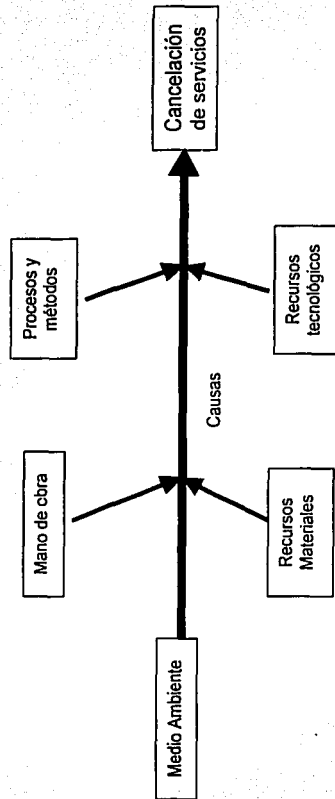 Mano de obra
Procesos y
métodos
Medio Ambiente
Causas
Cancelación
de servicios
Recursos
Materiales
Recursos
tecnológicos